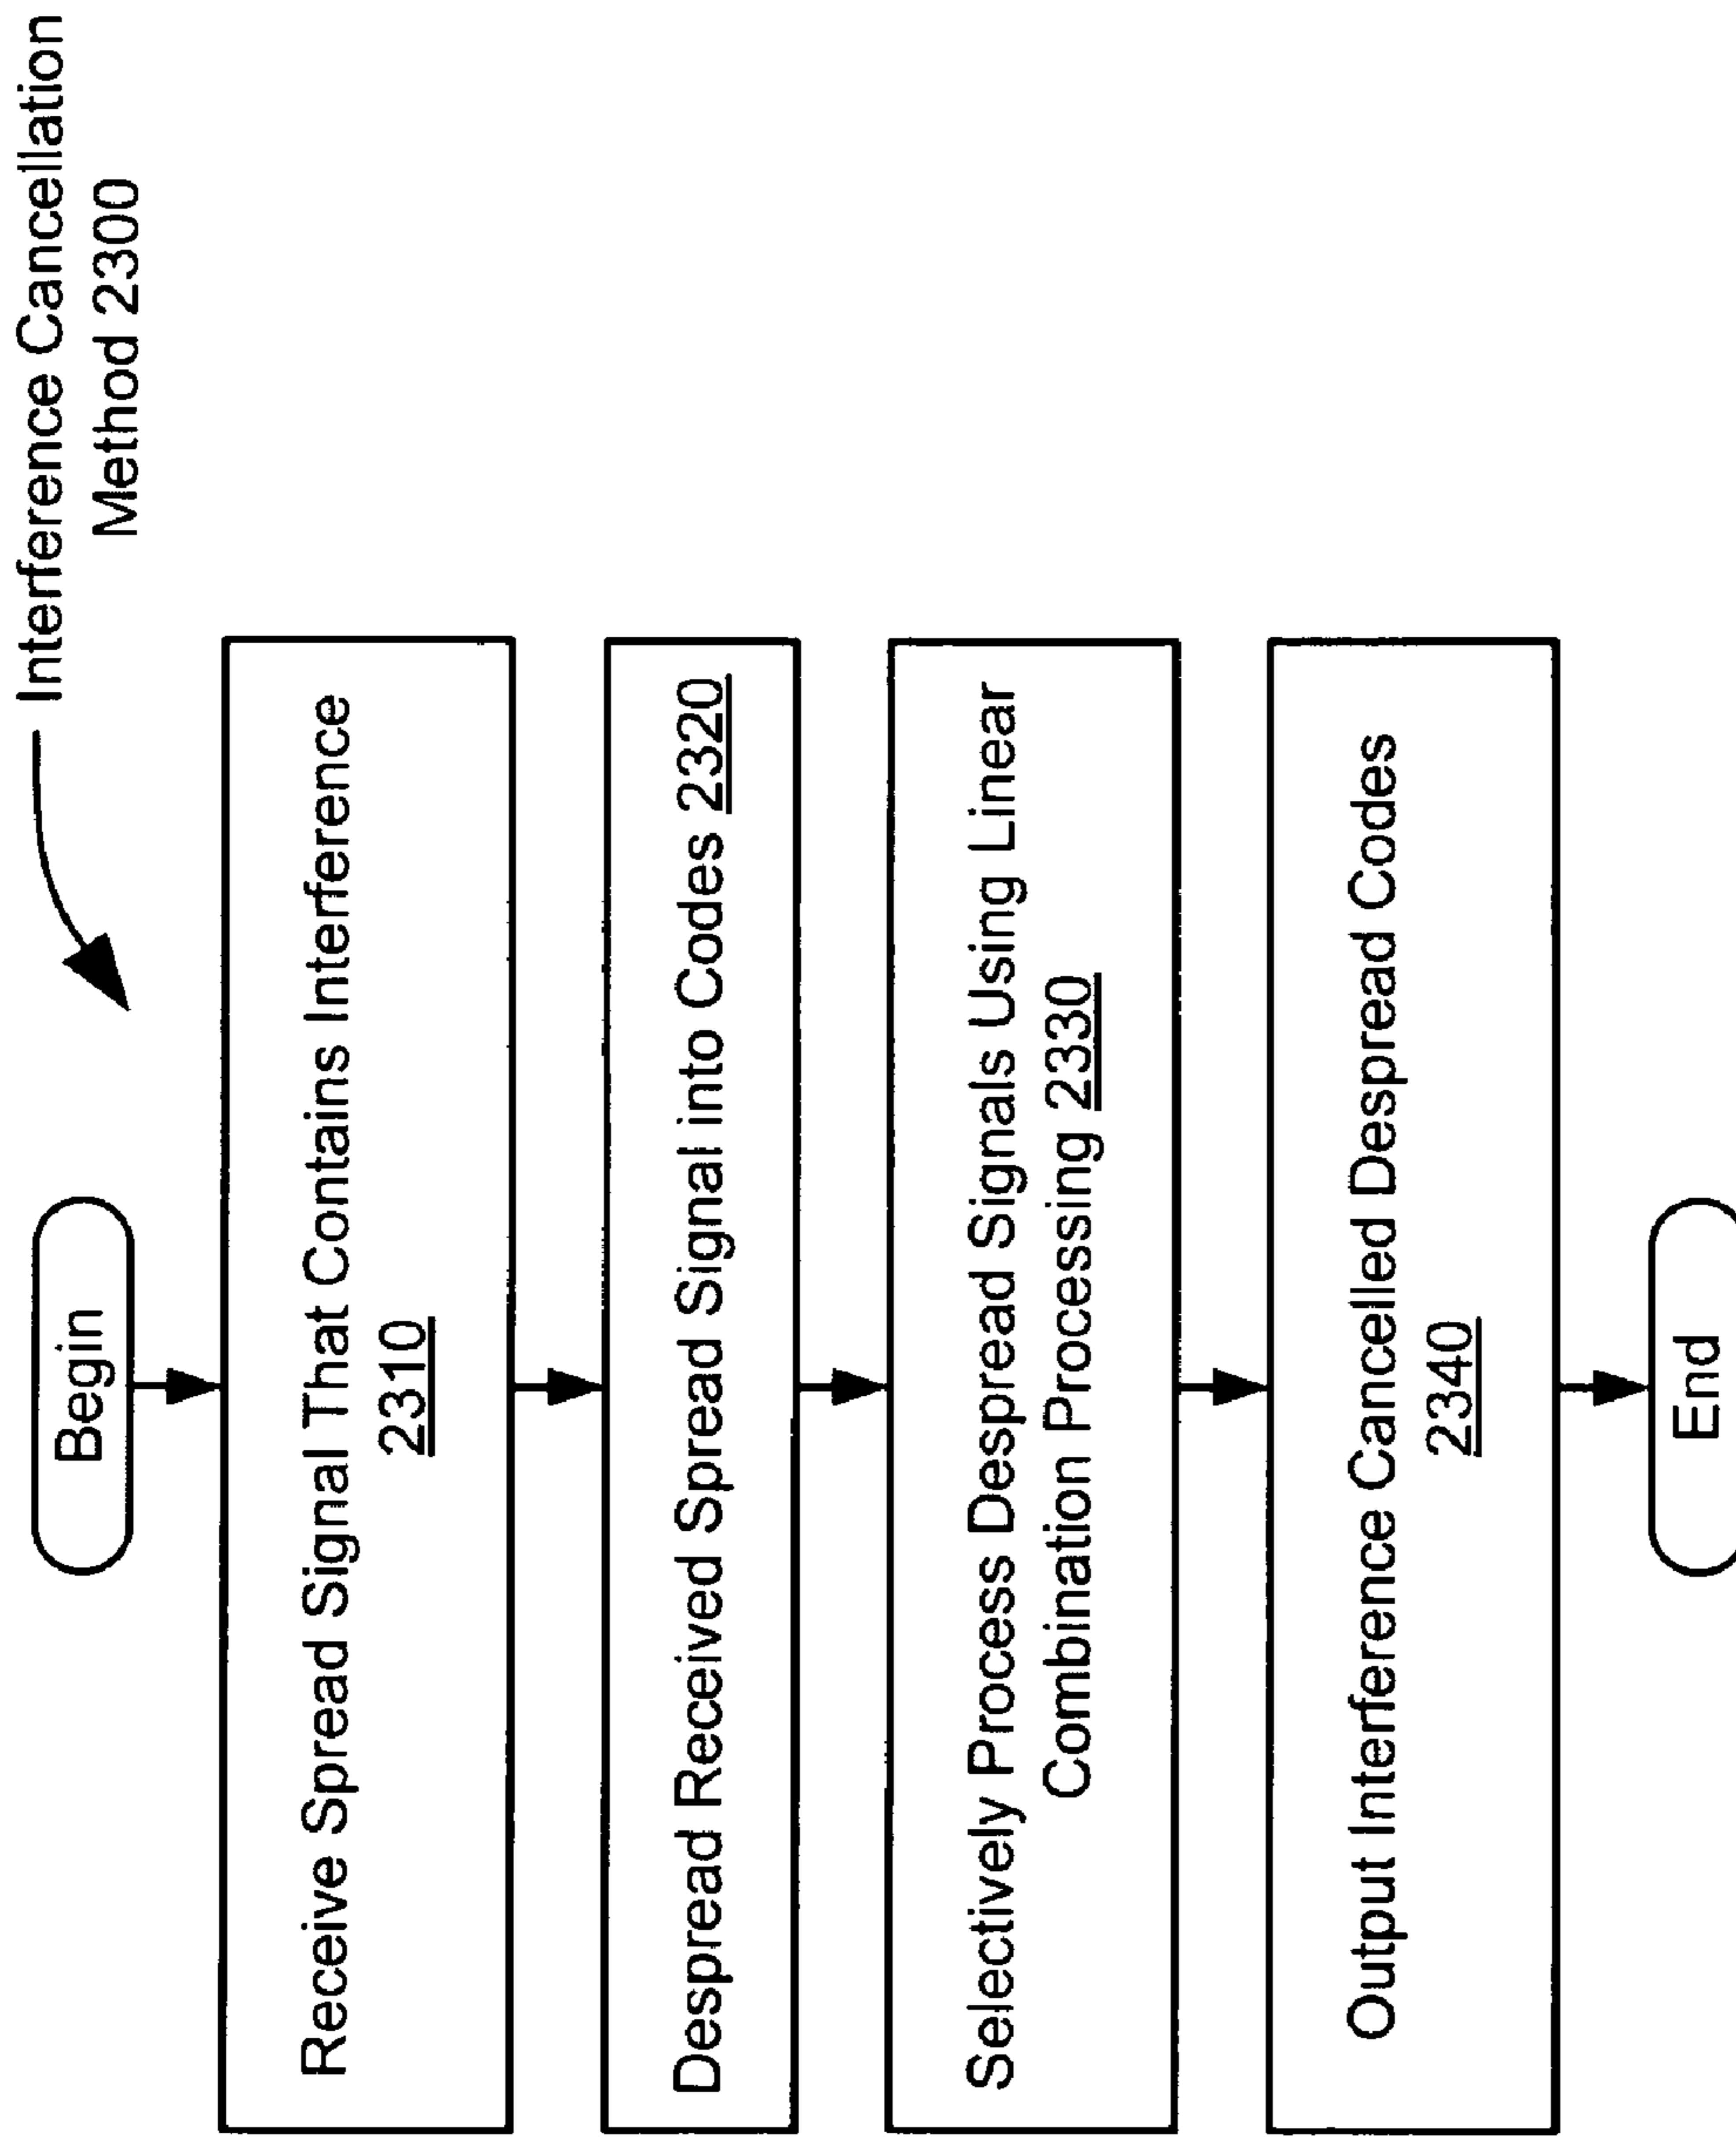 Interference Cancellation
Method 2300
Begin
Receive Spread Signal That Contains Interference
2310
Despread Received Spread Signal into Codes 2320
Selectively Process Despread Signals Using Linear
Combination Processing 2330
Output Interference Cancelled Despread Codes
2340
End